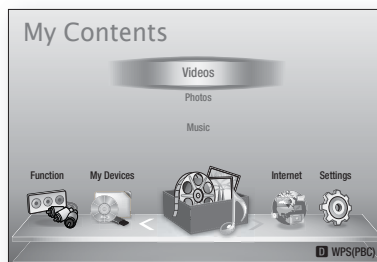 My Contents
Videos
Photos
Music
Function My Devices Internet Settings
D WPS(PBC)